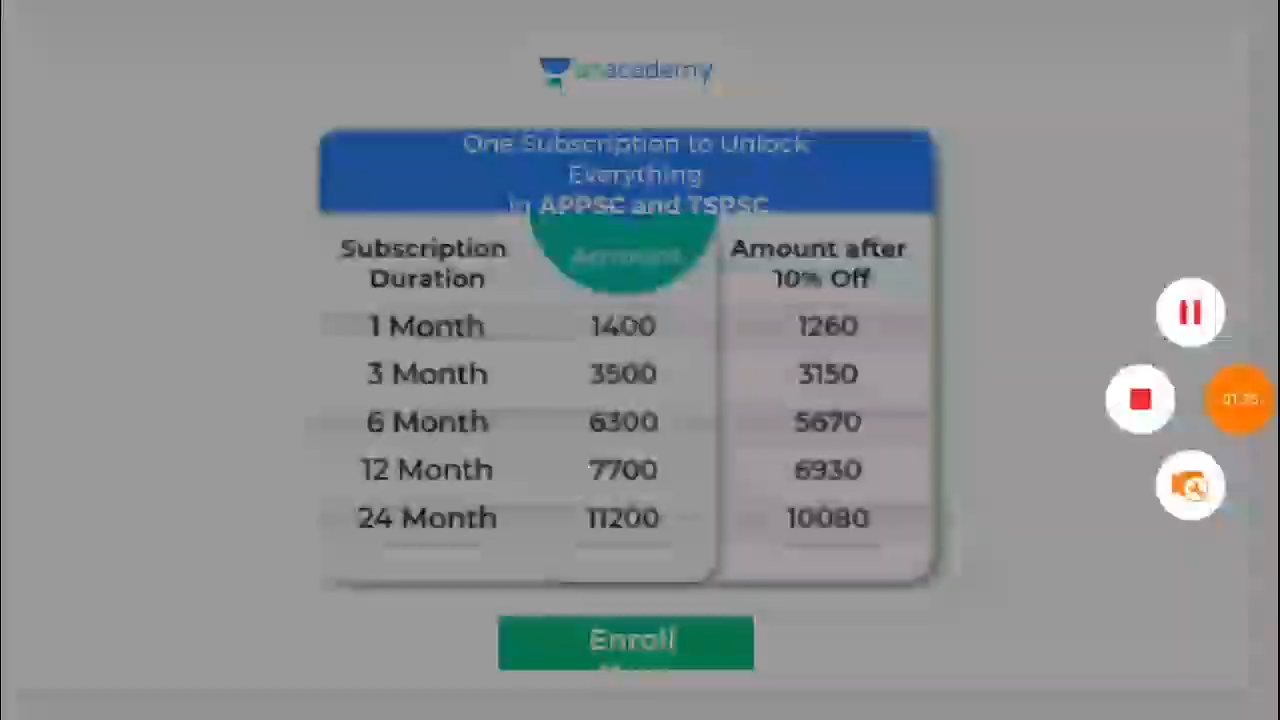 unacademy
One Subscription to Unlock
Everything
in APPSC and TSPSC
Subscription
Duration
Amount
Amount after
10% Off
1 Month 1400 1260
3 Month 3500 3150
6 Month 6300 5670
12 Month 7700 6930
24 Month 11200 10080
Enroll